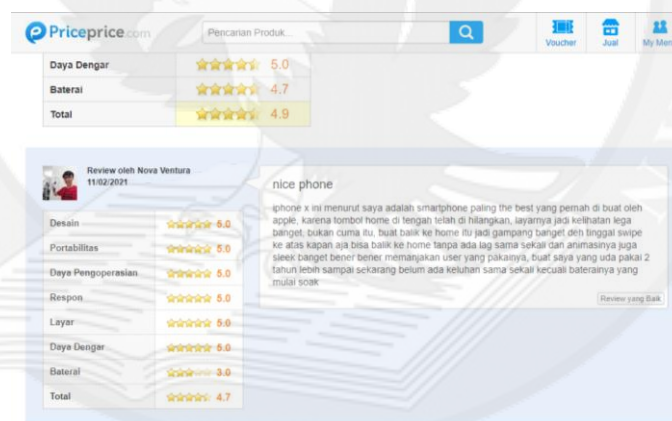 Priceprice.com
Pencarian Produk...
Voucher
Jual
My Men
Daya Dengar 5.0
Baterai 4.7
Total 4.9
Review oleh Nova Ventura
11/02/2021
nice phone
iphone x ini menurut saya adalah smartphone paling the best yang pernah di buat oleh
apple, karena tombol home di tengah telah di hilangkan, layarnya jadi kelihatan lega
banget, bukan cuma itu, buat balik ke home itu jadi gampang banget deh tinggal swipe
ke atas kapan aja bisa balik ke home tanpa ada lag sama sekali dan animasinya juga
sleek banget bener bener memanjakan user yang pakainya, buat saya yang uda pakai 2
tahun lebih sampai sekarang belum ada keluhan sama sekali kecuali baterainya yang
mulai soak
Review yang Baik
Desain 5.0
Portabilitas 5.0
Daya Pengoperasian 5.0
Respon 5.0
Layar 5.0
Daya Dengar 5.0
Baterai 3.0
Total 4.7